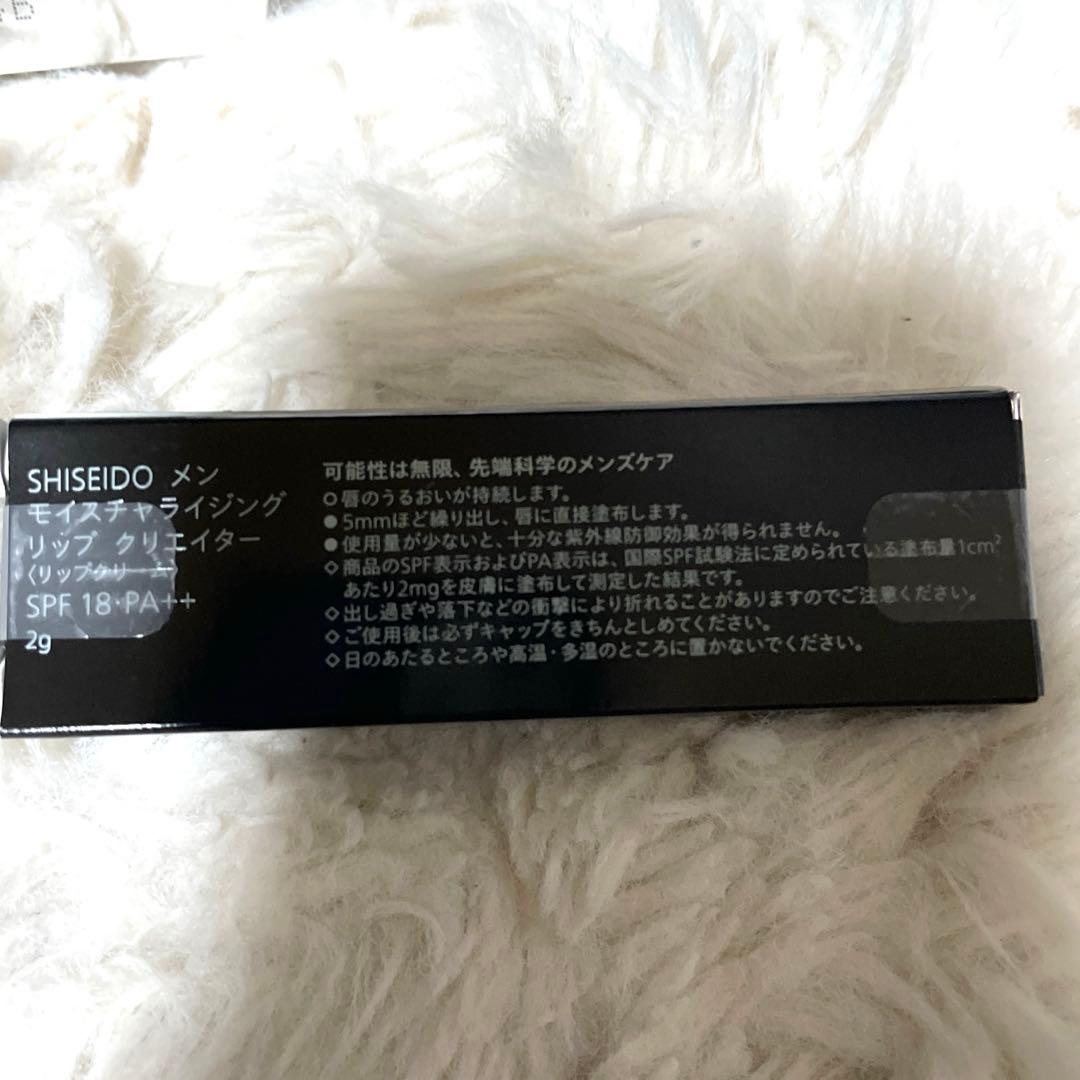 SHISEIDO メン
モイスチャライジング
リップ クリエイター
〈リップクリーム〉
SPF 18・PA++
2g
可能性は無限、先端科学のメンズケア
○唇のうるおいが持続します。
●5mmほど繰り出し、唇に直接塗布します。
●使用量が少ないと、十分な紫外線防御効果が得られません。
◇商品のSPF表示およびPA表示は、国際SPF試験法に定められている塗布量1cm²
あたり2mgを皮膚に塗布して測定した結果です。
◇出し過ぎや落下などの衝撃により折れることがありますのでご注意ください。
◇ご使用後は必ずキャップをきちんとしめてください。
◇日のあたるところや高温・多湿のところに置かないでください。